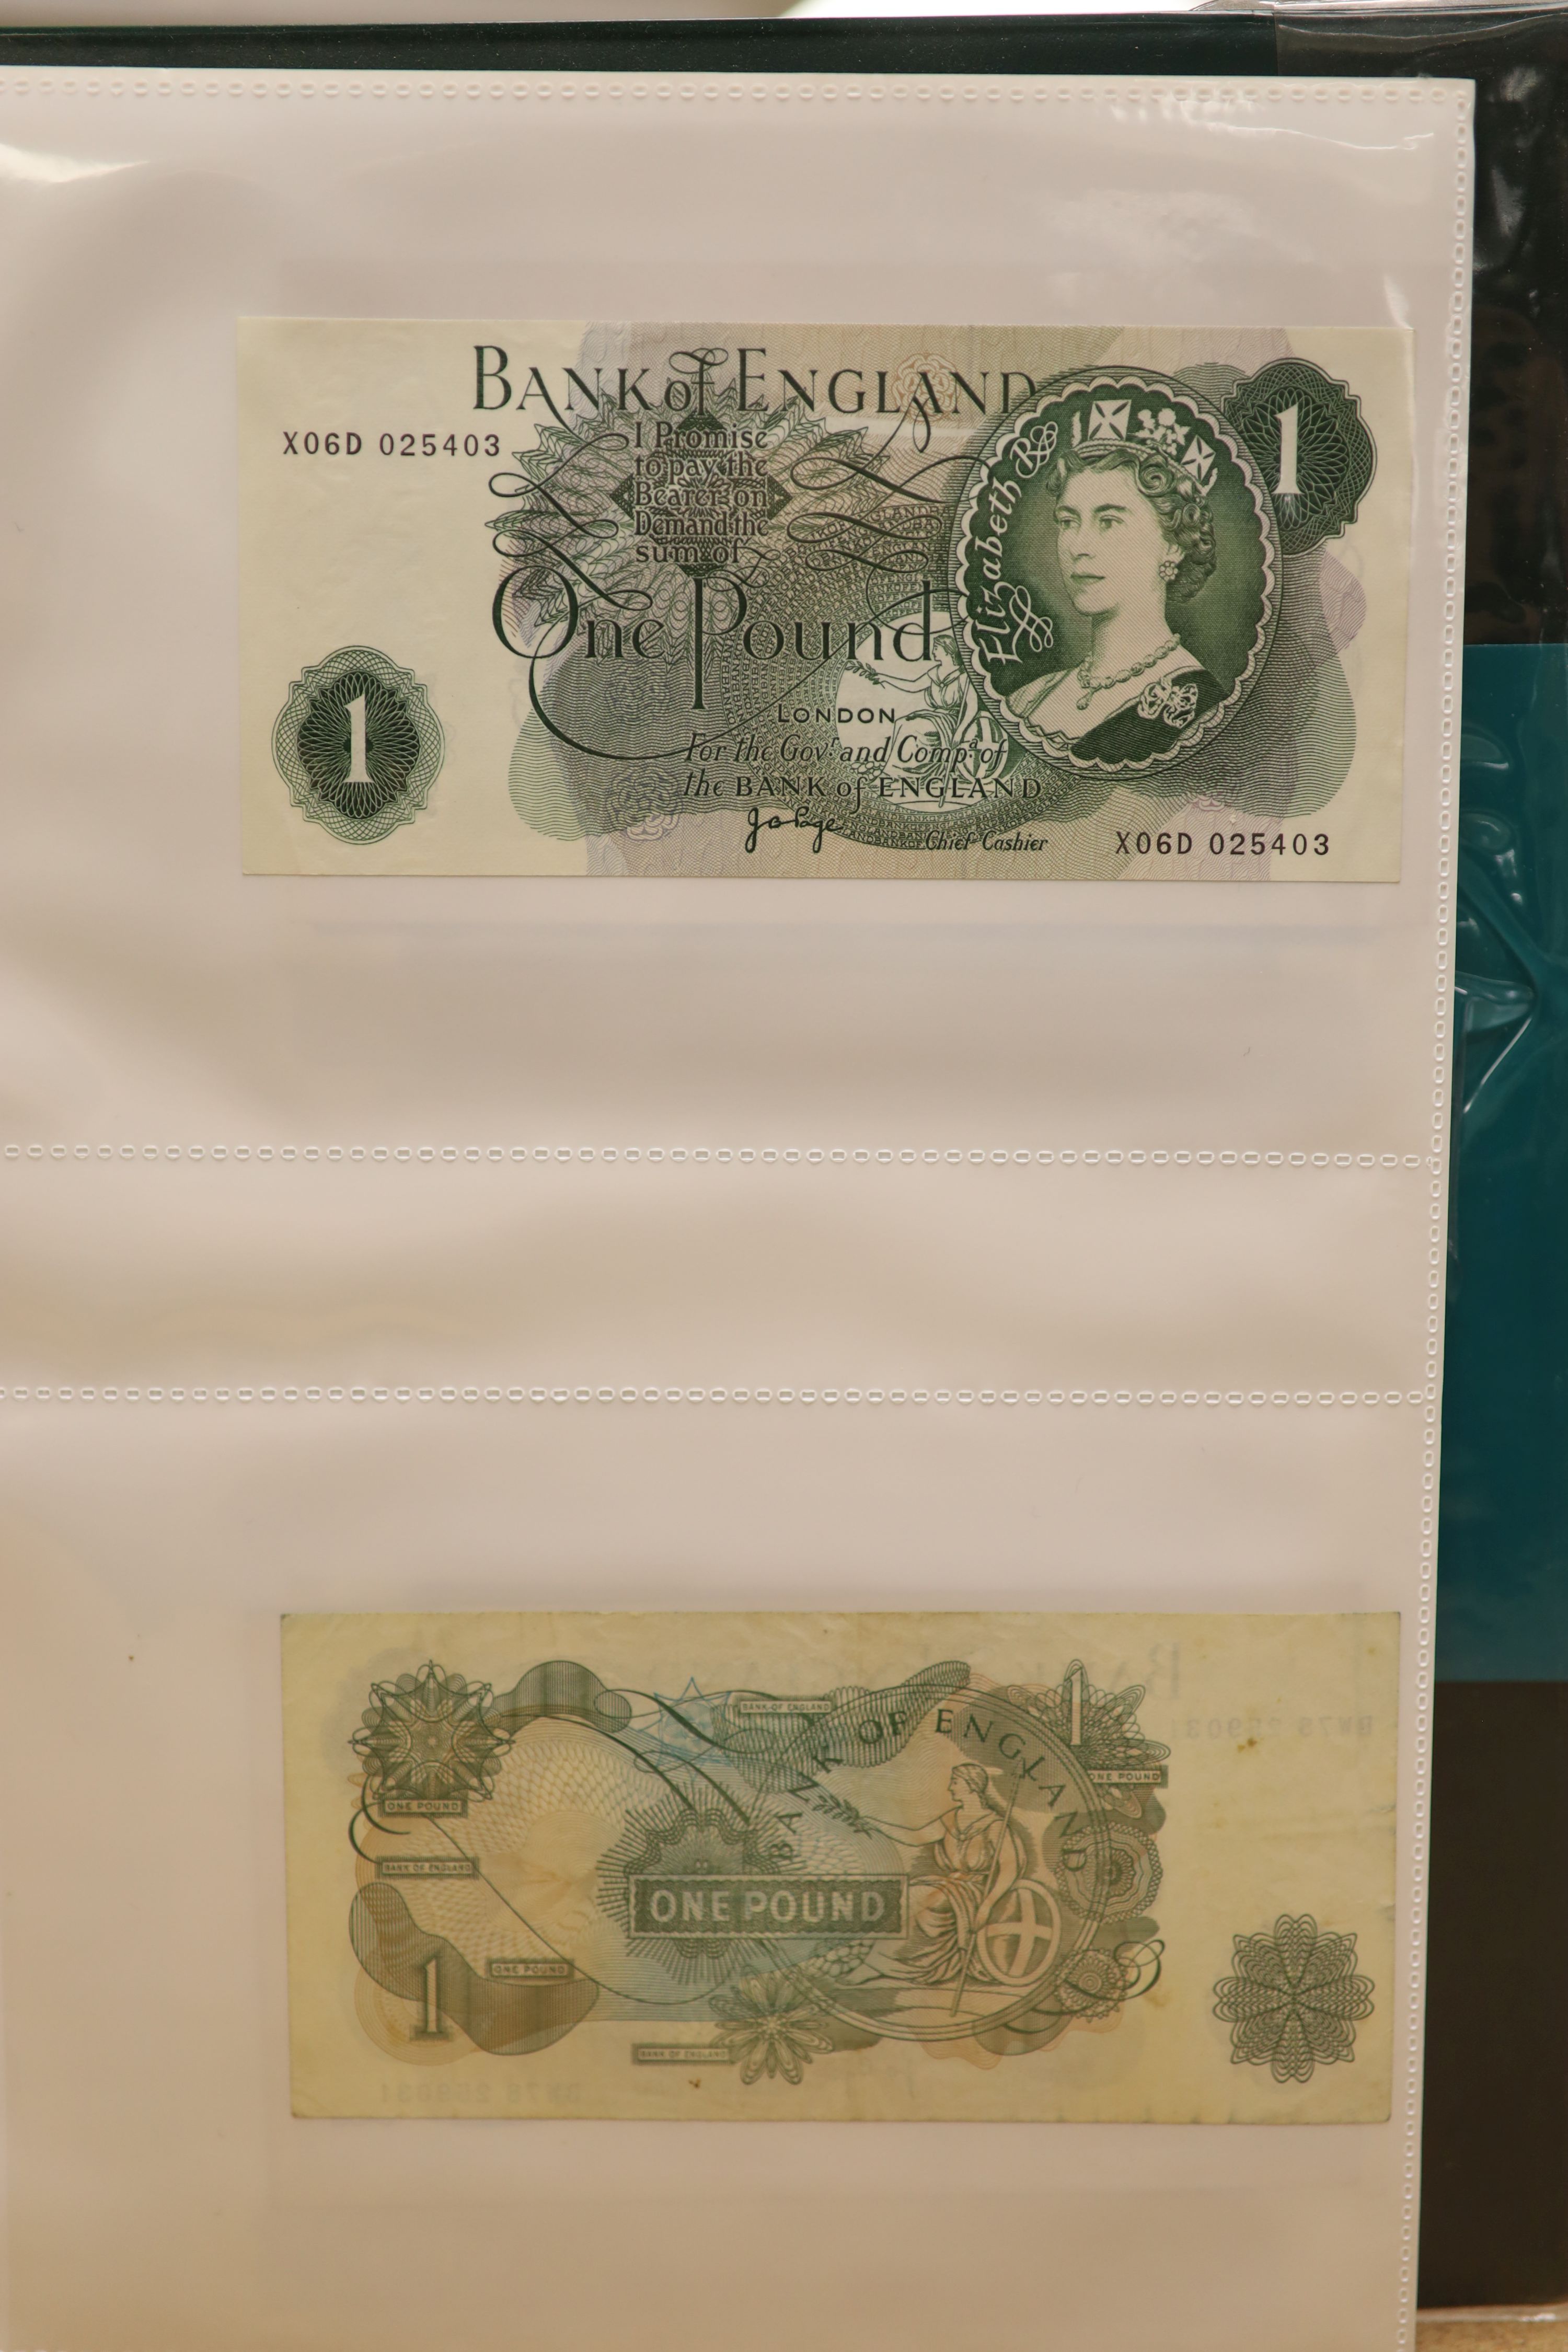 BANK of ENGLAND
X06D 025403
I Promise
to pay the
Bearer on
Demand the
sum of
One Pound
Elizabeth R
1
1
LONDON
For the Govr. and Compa. of
the BANK of ENGLAND
J B Page
Chief Cashier
X06D 025403
BANK OF ENGLAND
BANK OF ENGLAND
1
ONE POUND
ONE POUND
BANK OF ENGLAND
ONE POUND
ONE POUND
1
BANK OF ENGLAND